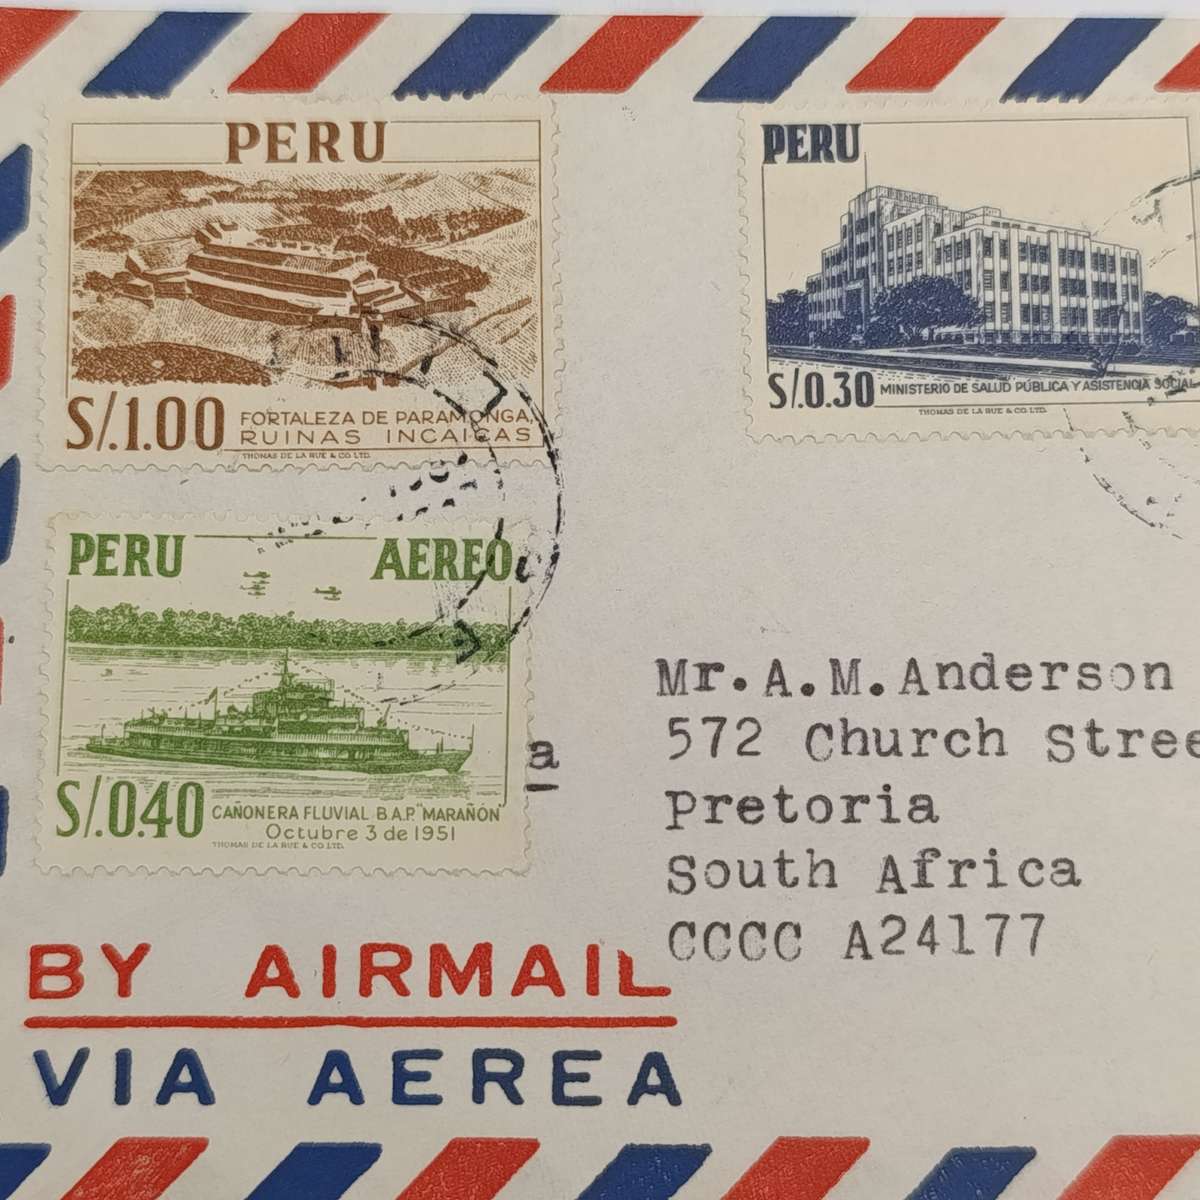 PERU
S/.1.00
FORTALEZA DE PARAMONGA,
RUINAS INCAICAS
THOMAS DE LA RUE & CO LTD.
PERU
S/.0.30
MINISTERIO DE SALUD PÚBLICA Y ASISTENCIA SOCIAL
THOMAS DE LA RUE & CO. LTD.
PERU AEREO
S/.0.40
CAÑONERA FLUVIAL B.A.P. "MARAÑÓN"
Octubre 3 de 1951
THOMAS DE LA RUE & CO LTD.
a
Mr.A.M.Anderson
572 Church Stree
Pretoria
South Africa
CCCC A24177
BY AIRMAIL
VIA AEREA